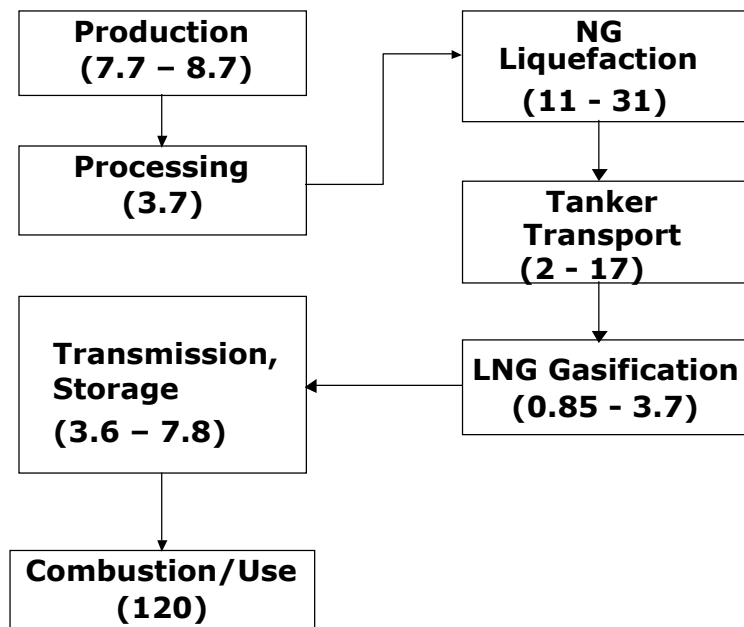 Production
(7.7 – 8.7)
Processing
(3.7)
NG
Liquefaction
(11 - 31)
Tanker
Transport
(2 - 17)
LNG Gasification
(0.85 - 3.7)
Transmission,
Storage
(3.6 – 7.8)
Combustion/Use
(120)